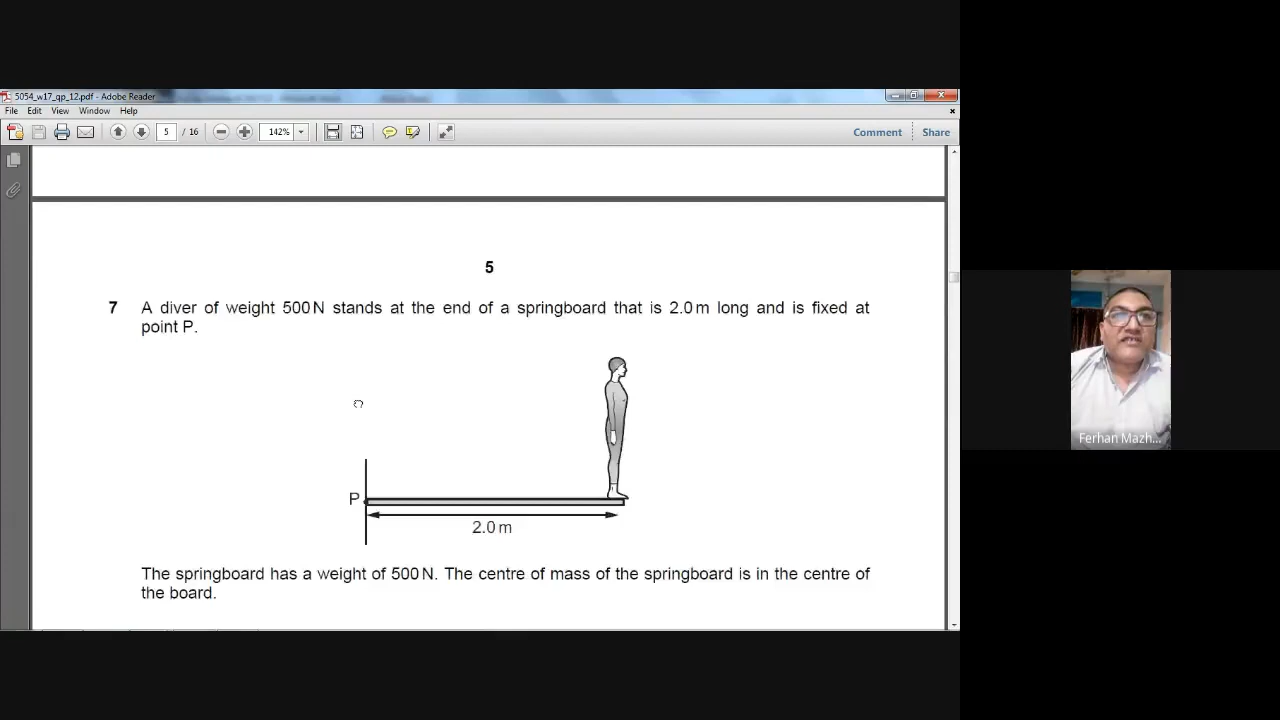 5054_w17_qp_12.pdf - Adobe Reader
File Edit View Window Help
5 / 16 142% Comment Share
5
7 A diver of weight 500 N stands at the end of a springboard that is 2.0 m long and is fixed at
point P.
P
2.0 m
The springboard has a weight of 500 N. The centre of mass of the springboard is in the centre of
the board.
Ferhan Mazh...